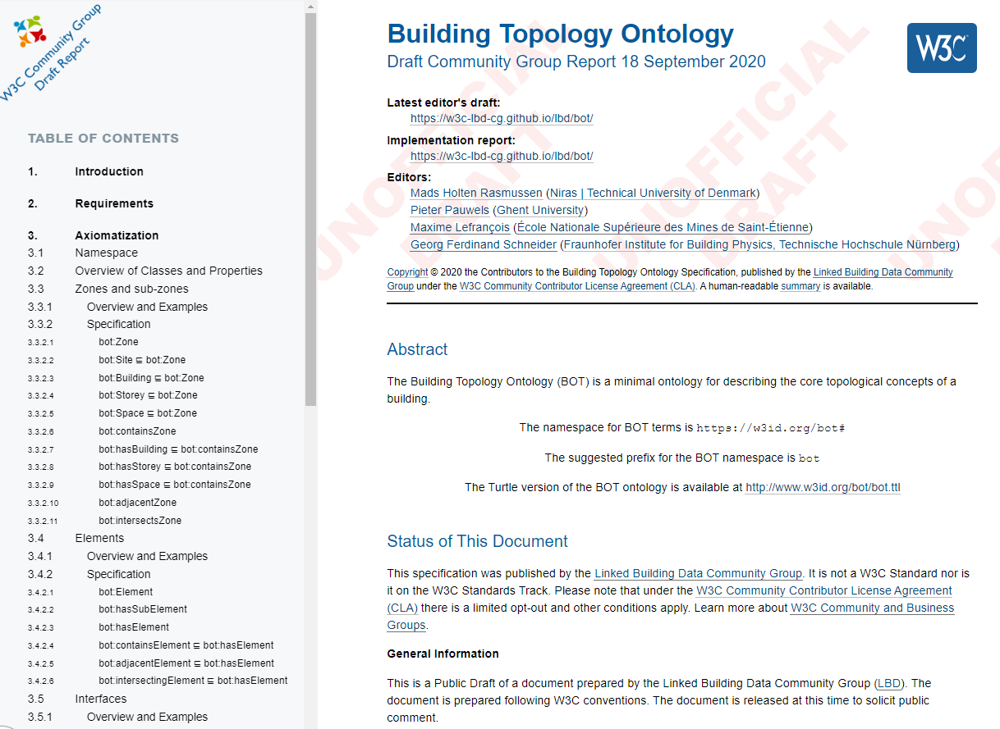 W3C Community Group
Draft Report
TABLE OF CONTENTS
1. Introduction
2. Requirements
3. Axiomatization
3.1 Namespace
3.2 Overview of Classes and Properties
3.3 Zones and sub-zones
3.3.1 Overview and Examples
3.3.2 Specification
3.3.2.1 bot:Zone
3.3.2.2 bot:Site ⊑ bot:Zone
3.3.2.3 bot:Building ⊑ bot:Zone
3.3.2.4 bot:Storey ⊑ bot:Zone
3.3.2.5 bot:Space ⊑ bot:Zone
3.3.2.6 bot:containsZone
3.3.2.7 bot:hasBuilding ⊑ bot:containsZone
3.3.2.8 bot:hasStorey ⊑ bot:containsZone
3.3.2.9 bot:hasSpace ⊑ bot:containsZone
3.3.2.10 bot:adjacentZone
3.3.2.11 bot:intersectsZone
3.4 Elements
3.4.1 Overview and Examples
3.4.2 Specification
3.4.2.1 bot:Element
3.4.2.2 bot:hasSubElement
3.4.2.3 bot:hasElement
3.4.2.4 bot:containsElement ⊑ bot:hasElement
3.4.2.5 bot:adjacentElement ⊑ bot:hasElement
3.4.2.6 bot:intersectingElement ⊑ bot:hasElement
3.5 Interfaces
3.5.1 Overview and Examples
Building Topology Ontology
Draft Community Group Report 18 September 2020
W3C
UNOFFICIAL
DRAFT
UNOFFICIAL
DRAFT
Latest editor's draft:
https://w3c-lbd-cg.github.io/lbd/bot/
Implementation report:
https://w3c-lbd-cg.github.io/lbd/bot/
Editors:
Mads Holten Rasmussen (Niras | Technical University of Denmark)
Pieter Pauwels (Ghent University)
Maxime Lefrançois (École Nationale Supérieure des Mines de Saint-Étienne)
Georg Ferdinand Schneider (Fraunhofer Institute for Building Physics, Technische Hochschule Nürnberg)
Copyright © 2020 the Contributors to the Building Topology Ontology Specification, published by the Linked Building Data Community
Group under the W3C Community Contributor License Agreement (CLA). A human-readable summary is available.
Abstract
The Building Topology Ontology (BOT) is a minimal ontology for describing the core topological concepts of a
building.
The namespace for BOT terms is https://w3id.org/bot#
The suggested prefix for the BOT namespace is bot
The Turtle version of the BOT ontology is available at http://www.w3id.org/bot/bot.ttl
Status of This Document
This specification was published by the Linked Building Data Community Group. It is not a W3C Standard nor is
it on the W3C Standards Track. Please note that under the W3C Community Contributor License Agreement
(CLA) there is a limited opt-out and other conditions apply. Learn more about W3C Community and Business
Groups.
General Information
This is a Public Draft of a document prepared by the Linked Building Data Community Group (LBD). The
document is prepared following W3C conventions. The document is released at this time to solicit public
comment.